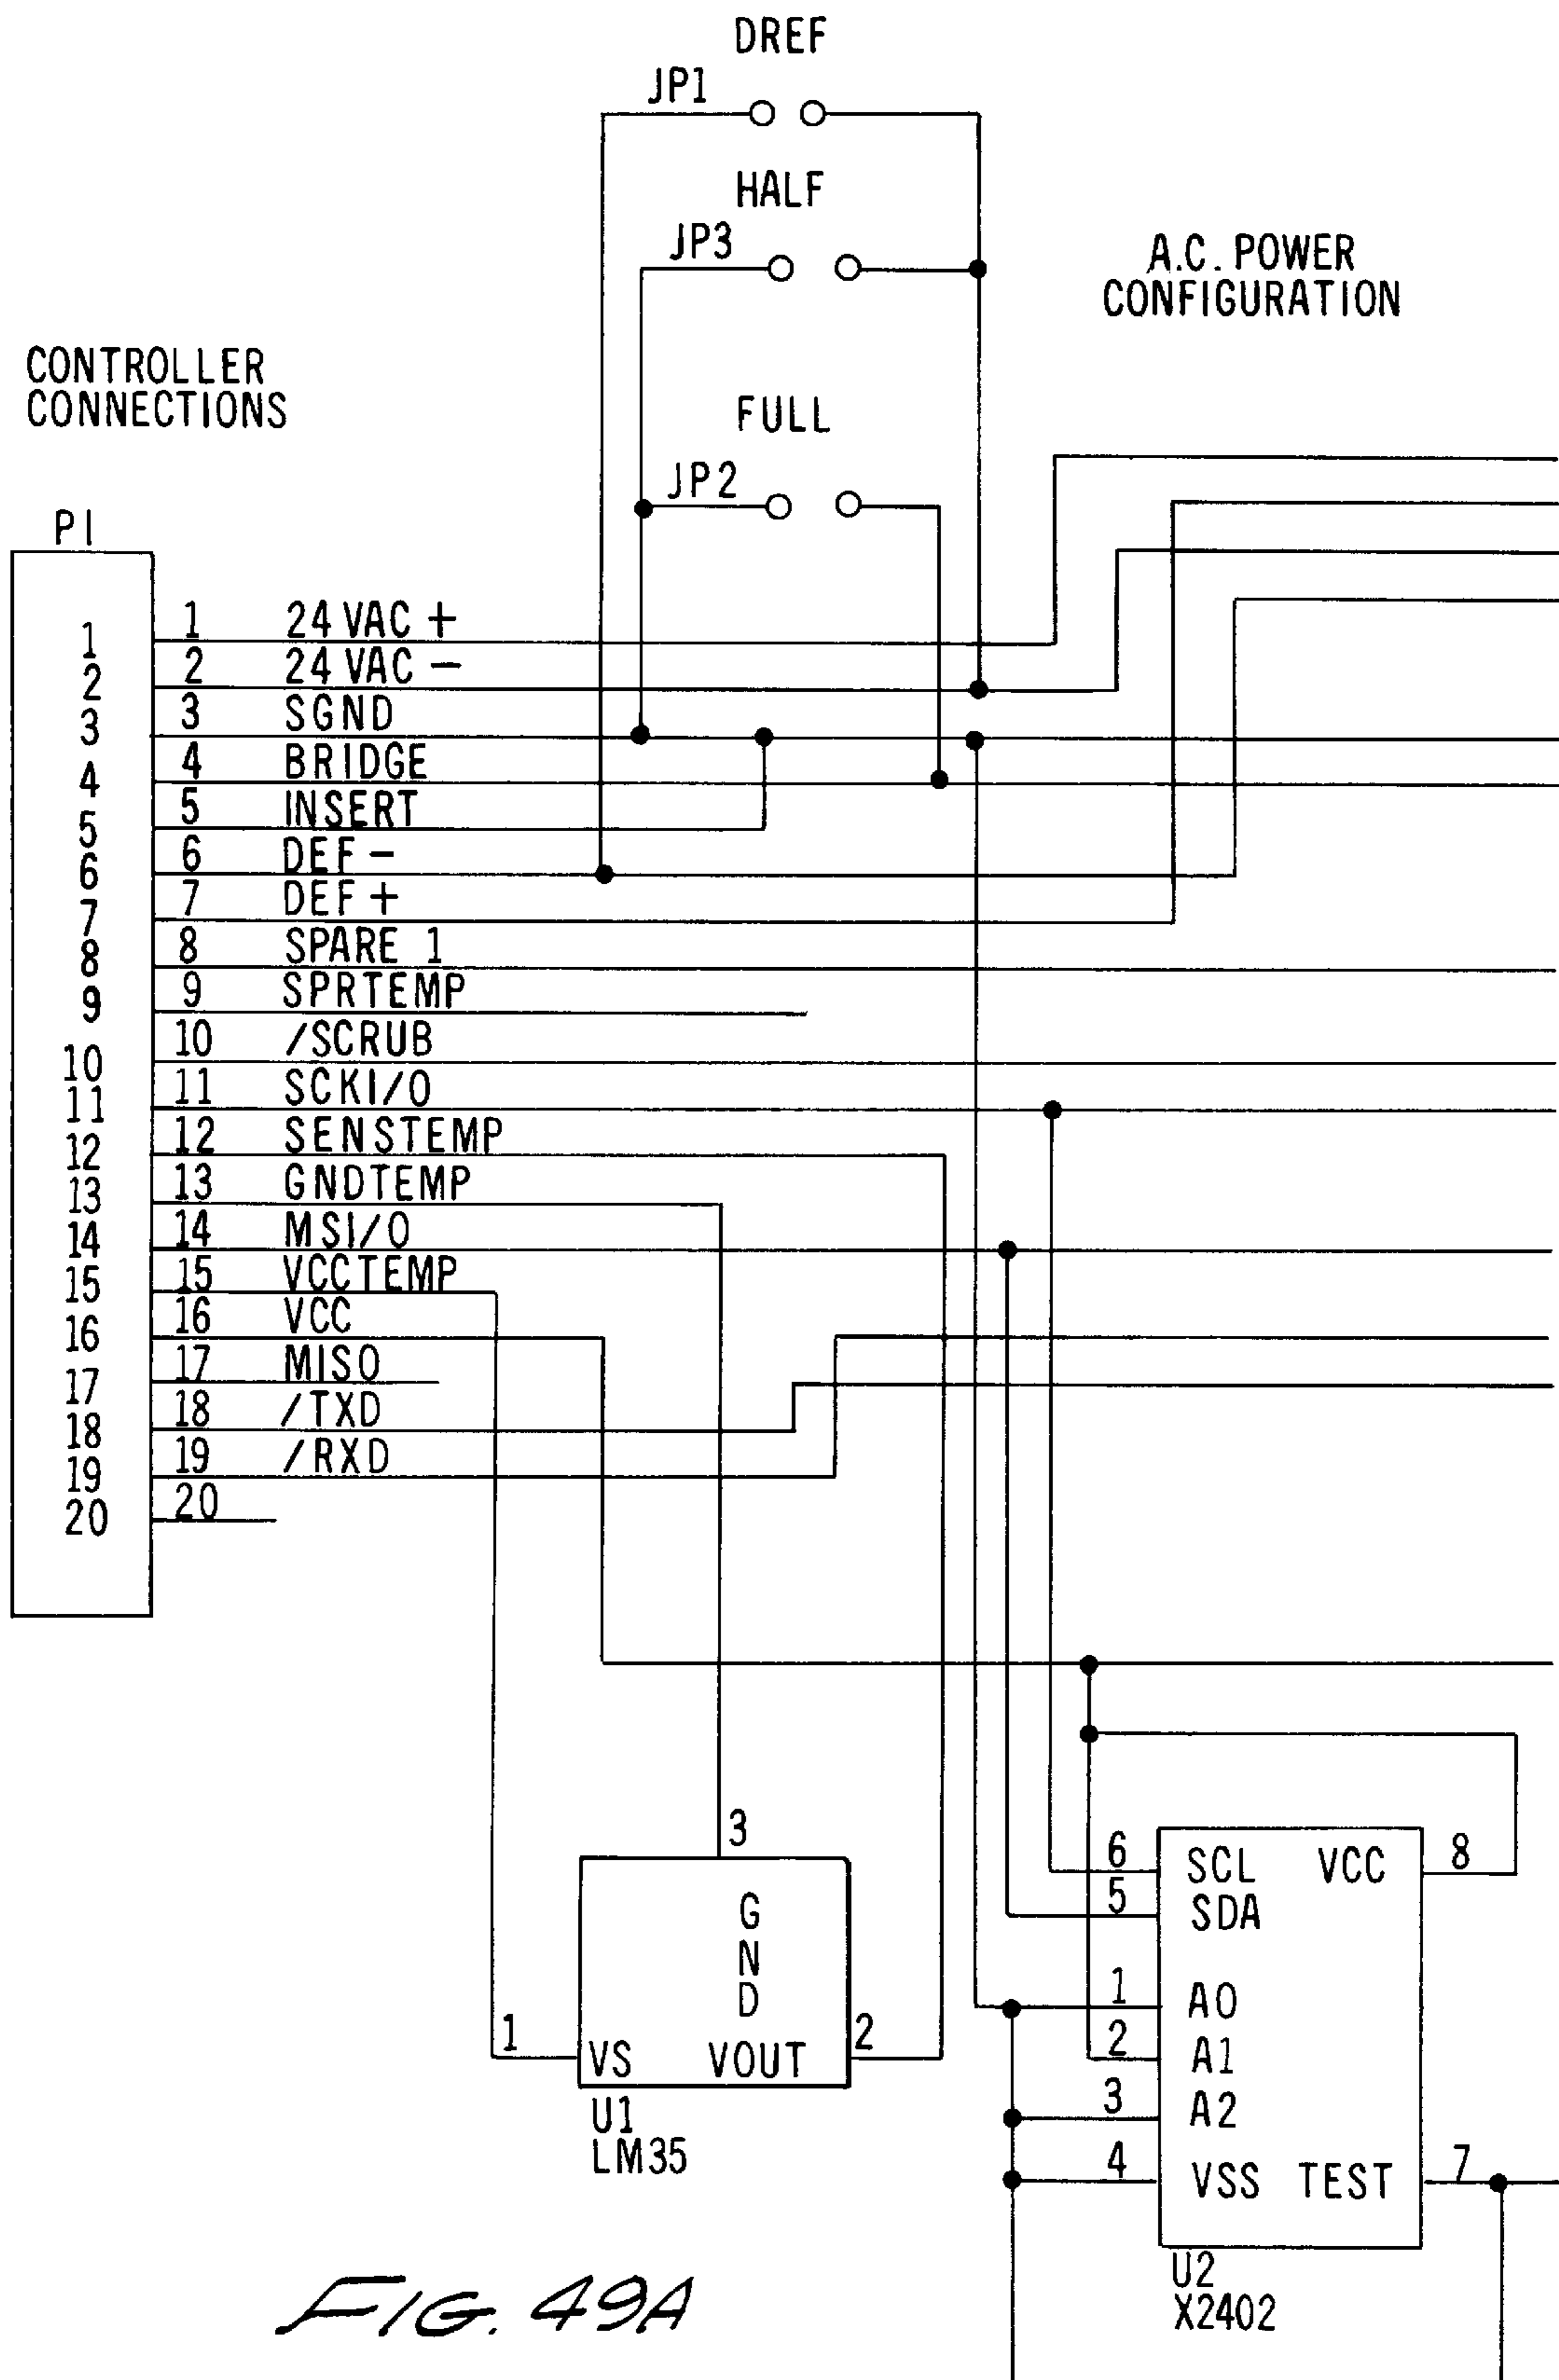 DREF
JP1
HALF
JP3
A.C. POWER
CONFIGURATION
CONTROLLER
CONNECTIONS
FULL
JP2
P1
1 1 24 VAC +
2 2 24 VAC -
3 3 SGND
4 4 BRIDGE
5 5 INSERT
6 6 DEF -
7 7 DEF +
8 8 SPARE 1
9 9 SPRTEMP
10 10 /SCRUB
11 11 SCKI/O
12 12 SENSTEMP
13 13 GNDTEMP
14 14 MSI/O
15 15 VCCTEMP
16 16 VCC
17 17 MISO
18 18 /TXD
19 19 /RXD
20 20
3
GND
1 VS VOUT 2
U1
LM35
6 SCL VCC 8
5 SDA
1 A0
2 A1
3 A2
4 VSS TEST 7
U2
X2402
FIG. 49A